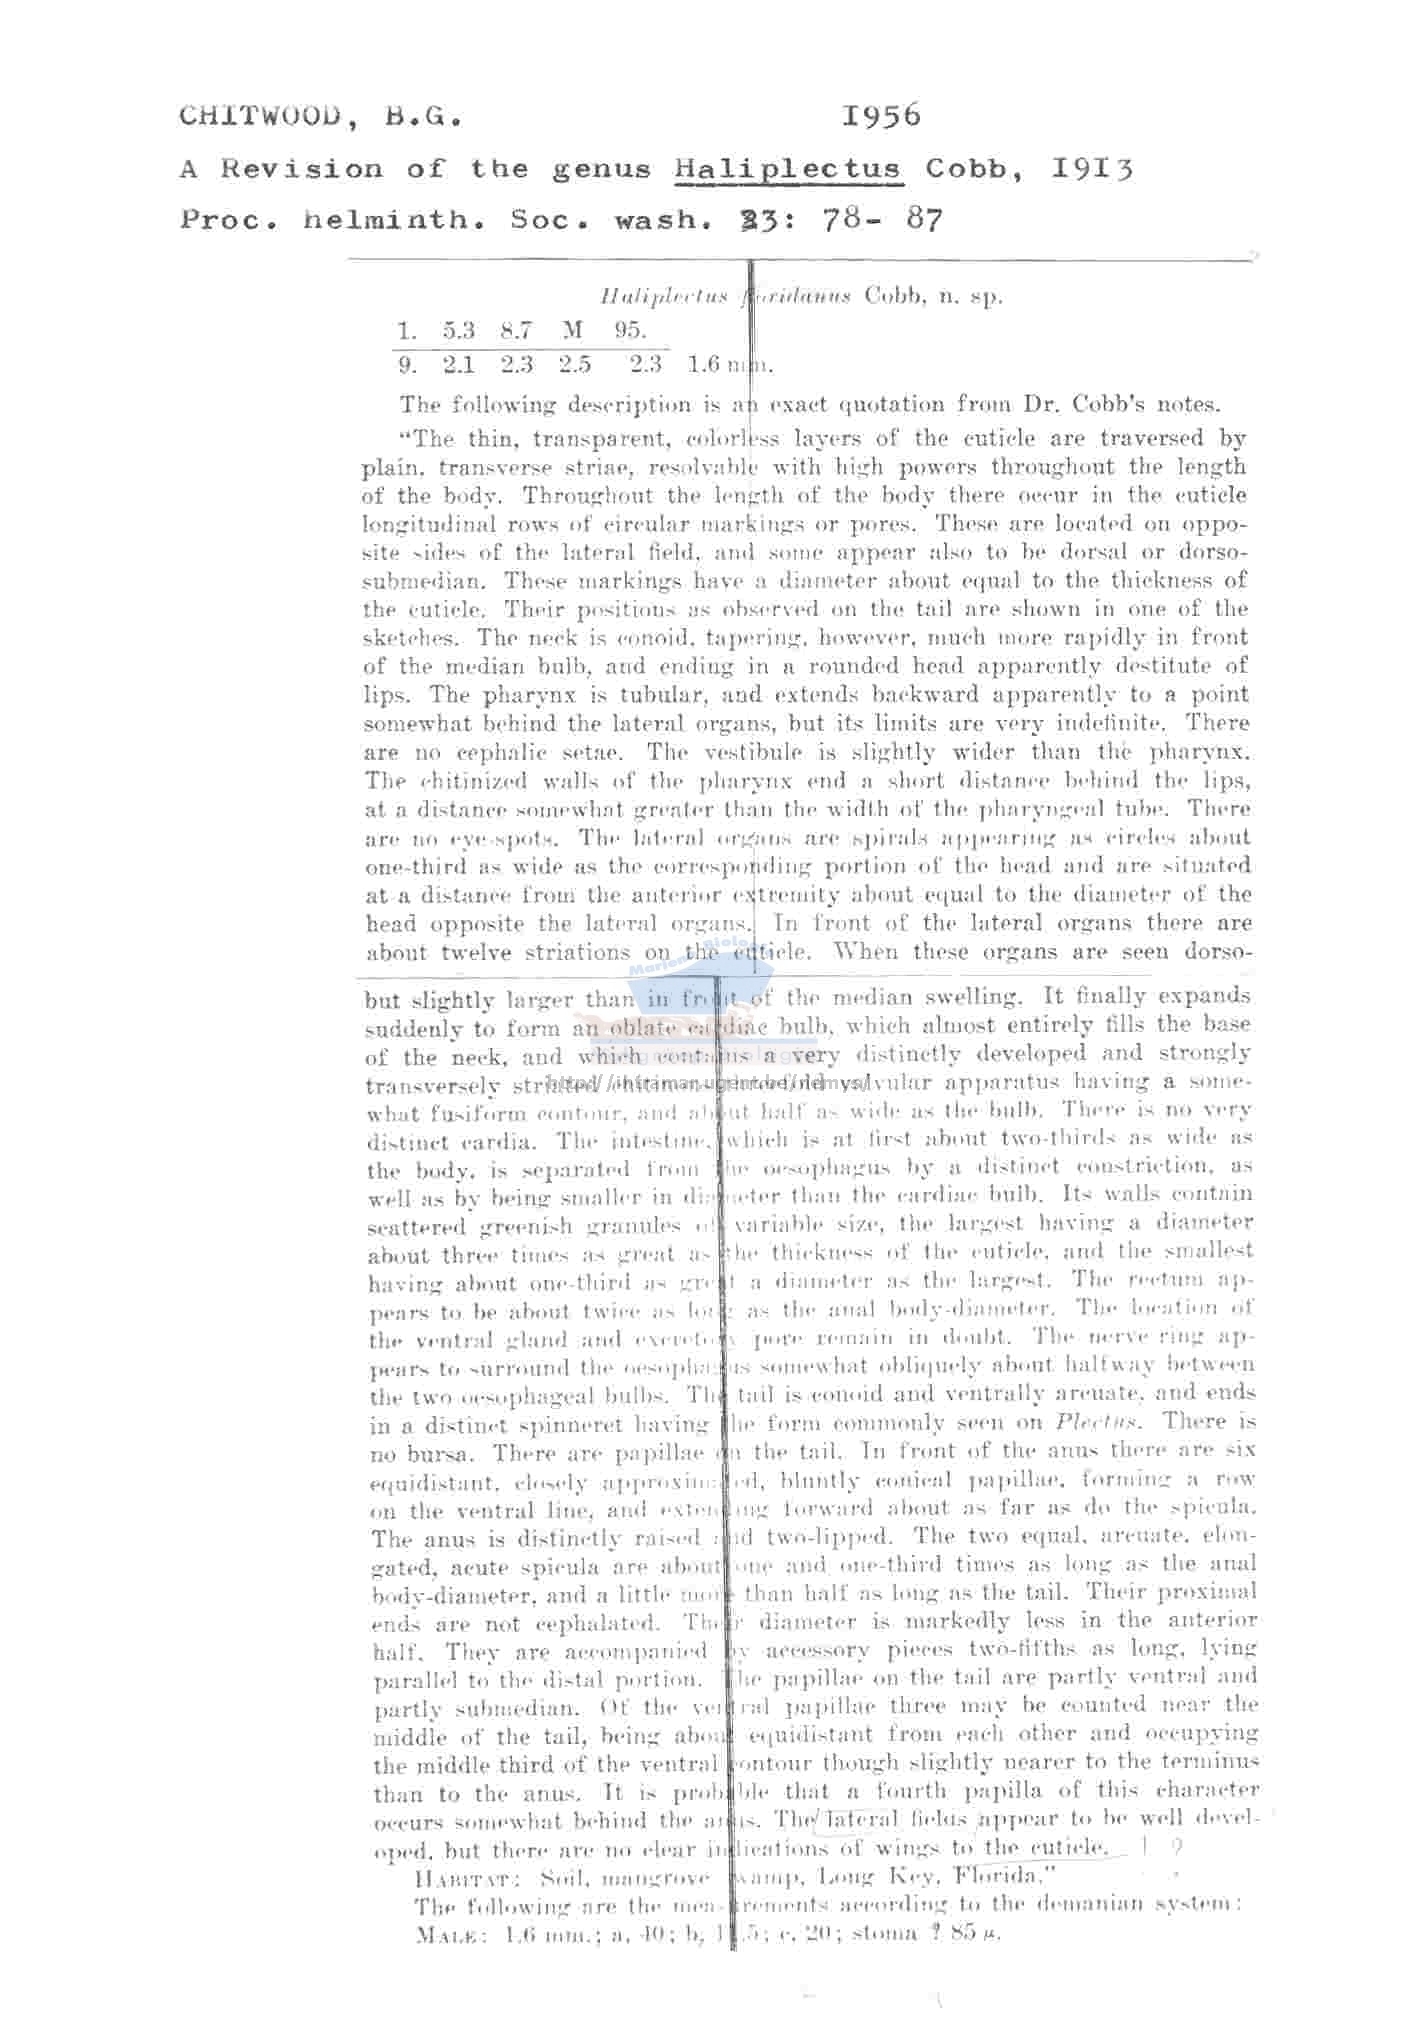 CHITWOOD, B.G. 1956
A Revision of the genus Haliplectus Cobb, 1913
Proc. helminth. Soc. wash. 23: 78- 87
Haliplectus floridanus Cobb, n. sp.
1. 5.3 8.7 M 95.
9. 2.1 2.3 2.5 2.3 1.6 mm.
The following description is an exact quotation from Dr. Cobb's notes.
"The thin, transparent, colorless layers of the cuticle are traversed by
plain, transverse striae, resolvable with high powers throughout the length
of the body. Throughout the length of the body there occur in the cuticle
longitudinal rows of circular markings or pores. These are located on oppo-
site sides of the lateral field, and some appear also to be dorsal or dorso-
submedian. These markings have a diameter about equal to the thickness of
the cuticle. Their positions as observed on the tail are shown in one of the
sketches. The neck is conoid, tapering, however, much more rapidly in front
of the median bulb, and ending in a rounded head apparently destitute of
lips. The pharynx is tubular, and extends backward apparently to a point
somewhat behind the lateral organs, but its limits are very indefinite. There
are no cephalic setae. The vestibule is slightly wider than the pharynx.
The chitinized walls of the pharynx end a short distance behind the lips,
at a distance somewhat greater than the width of the pharyngeal tube. There
are no eye-spots. The lateral organs are spirals appearing as circles about
one-third as wide as the corresponding portion of the head and are situated
at a distance from the anterior extremity about equal to the diameter of the
head opposite the lateral organs. In front of the lateral organs there are
about twelve striations on the cuticle. When these organs are seen dorso-
but slightly larger than in front of the median swelling. It finally expands
suddenly to form an oblate cardiac bulb, which almost entirely fills the base
of the neck, and which contains a very distinctly developed and strongly
transversely striated valvular apparatus having a some-
http://intramar.ugent.be/nemys/
what fusiform contour, and about half as wide as the bulb. There is no very
distinct cardia. The intestine, which is at first about two-thirds as wide as
the body, is separated from the oesophagus by a distinct constriction, as
well as by being smaller in diameter than the cardiac bulb. Its walls contain
scattered greenish granules of variable size, the largest having a diameter
about three times as great as the thickness of the cuticle, and the smallest
having about one-third as great a diameter as the largest. The rectum ap-
pears to be about twice as long as the anal body-diameter. The location of
the ventral gland and excretory pore remain in doubt. The nerve-ring ap-
pears to surround the oesophagus somewhat obliquely about halfway between
the two oesophageal bulbs. The tail is conoid and ventrally arcuate, and ends
in a distinct spinneret having the form commonly seen on Plectus. There is
no bursa. There are papillae on the tail. In front of the anus there are six
equidistant, closely approximated, bluntly conical papillae, forming a row
on the ventral line, and extending forward about as far as do the spicula.
The anus is distinctly raised and two-lipped. The two equal, arcuate, elon-
gated, acute spicula are about one and one-third times as long as the anal
body-diameter, and a little more than half as long as the tail. Their proximal
ends are not cephalated. Their diameter is markedly less in the anterior
half. They are accompanied by accessory pieces two-fifths as long, lying
parallel to the distal portion. The papillae on the tail are partly ventral and
partly submedian. Of the ventral papillae three may be counted near the
middle of the tail, being about equidistant from each other and occupying
the middle third of the ventral contour though slightly nearer to the terminus
than to the anus. It is probable that a fourth papilla of this character
occurs somewhat behind the anus. The lateral fields appear to be well devel-
oped, but there are no clear indications of wings to the cuticle.
HABITAT: Soil, mangrove swamp, Long Key, Florida."
The following are the measurements according to the demanian system:
MALE: 1.6 mm.; a, 40; b, .5; c, 20; stoma ? 85 µ.